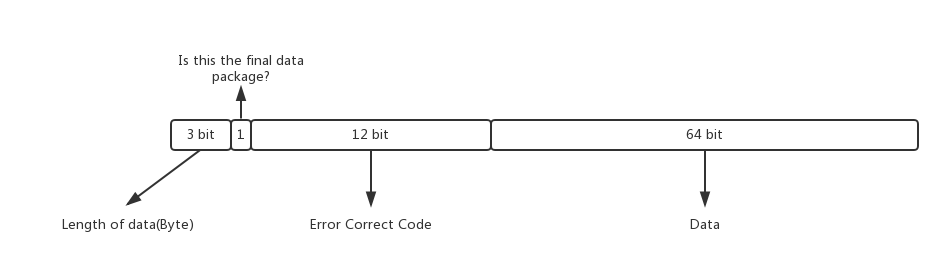 Is this the final data
package?
3 bit
1
12 bit
64 bit
Length of data(Byte)
Error Correct Code
Data